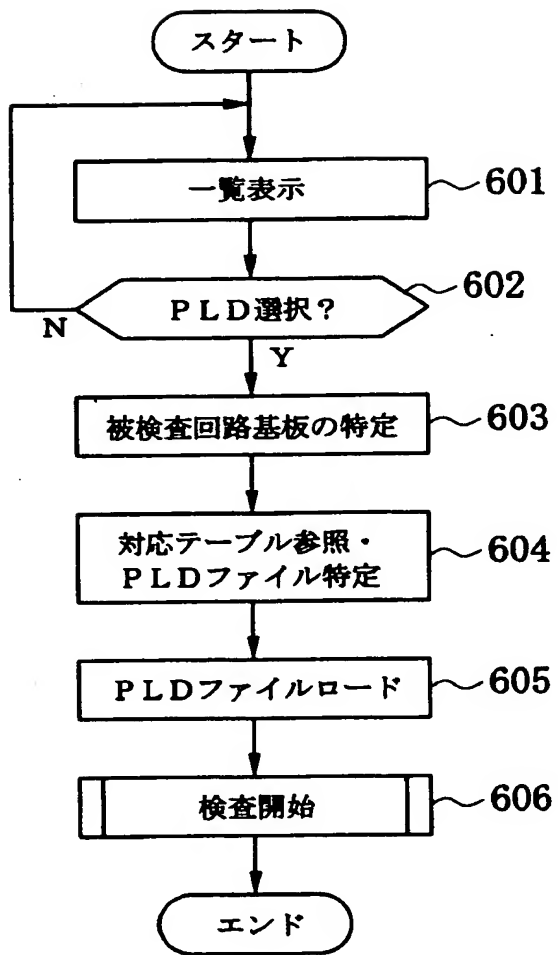 スタート
一覧表示
601
PLD選択?
602
N
Y
被検査回路基板の特定
603
対応テーブル参照・
PLDファイル特定
604
PLDファイルロード
605
検査開始
606
エンド